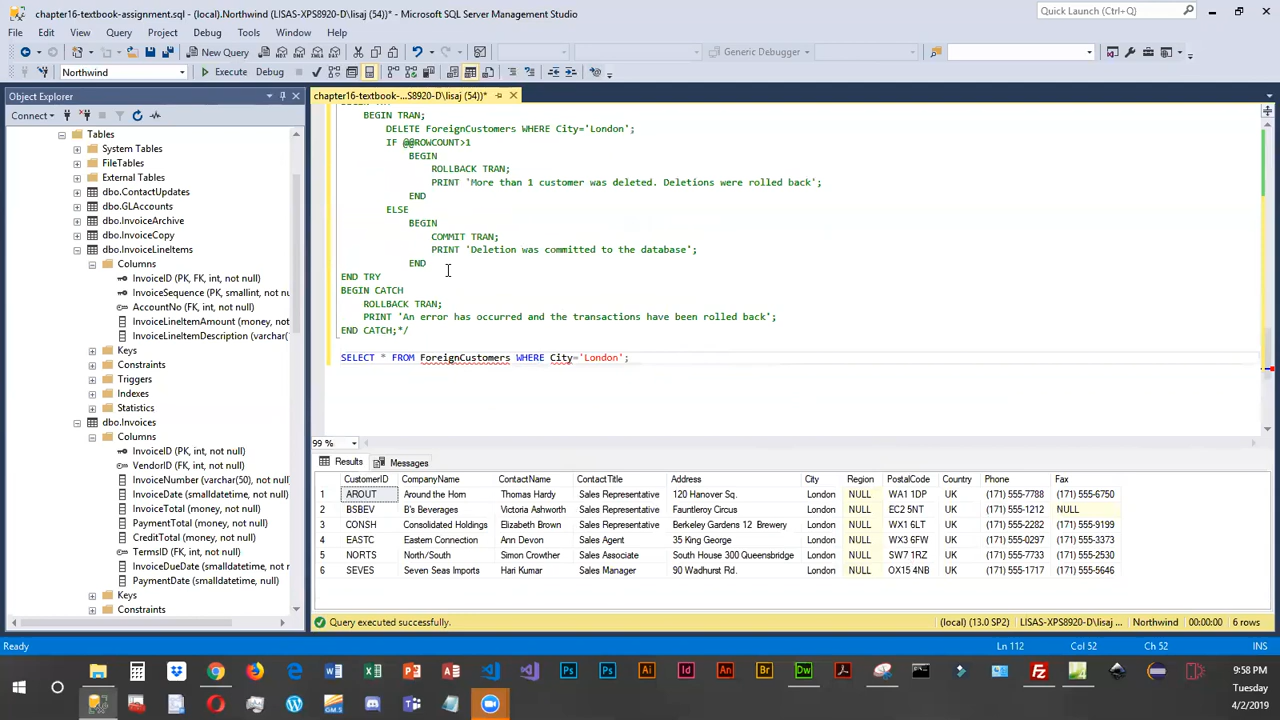 chapter16-textbook-assignment.sql - (local).Northwind (LISAS-XPS8920-D\lisaj (54))* - Microsoft SQL Server Management Studio
Quick Launch (Ctrl+Q)
File Edit View Query Project Debug Tools Window Help
New Query
Generic Debugger
Northwind
Execute Debug
Object Explorer
chapter16-textbook-...S8920-D\lisaj (54))*
Connect
Tables
System Tables
FileTables
External Tables
dbo.ContactUpdates
dbo.GLAccounts
dbo.InvoiceArchive
dbo.InvoiceCopy
dbo.InvoiceLineItems
Columns
InvoiceID (PK, FK, int, not null)
InvoiceSequence (PK, smallint, not nu
AccountNo (FK, int, not null)
InvoiceLineItemAmount (money, not
InvoiceLineItemDescription (varchar(
Keys
Constraints
Triggers
Indexes
Statistics
dbo.Invoices
Columns
InvoiceID (PK, int, not null)
VendorID (FK, int, not null)
InvoiceNumber (varchar(50), not null)
InvoiceDate (smalldatetime, not null)
InvoiceTotal (money, not null)
PaymentTotal (money, not null)
CreditTotal (money, not null)
TermsID (FK, int, not null)
InvoiceDueDate (smalldatetime, not n
PaymentDate (smalldatetime, null)
Keys
Constraints
BEGIN TRY
BEGIN TRAN;
DELETE ForeignCustomers WHERE City='London';
IF @@ROWCOUNT>1
BEGIN
ROLLBACK TRAN;
PRINT 'More than 1 customer was deleted. Deletions were rolled back';
END
ELSE
BEGIN
COMMIT TRAN;
PRINT 'Deletion was committed to the database';
END
END TRY
BEGIN CATCH
ROLLBACK TRAN;
PRINT 'An error has occurred and the transactions have been rolled back';
END CATCH;*/
SELECT * FROM ForeignCustomers WHERE City='London';
99 %
Results Messages
CustomerID CompanyName ContactName ContactTitle Address City Region PostalCode Country Phone Fax
1 AROUT Around the Horn Thomas Hardy Sales Representative 120 Hanover Sq. London NULL WA1 1DP UK (171) 555-7788 (171) 555-6750
2 BSBEV B's Beverages Victoria Ashworth Sales Representative Fauntleroy Circus London NULL EC2 5NT UK (171) 555-1212 NULL
3 CONSH Consolidated Holdings Elizabeth Brown Sales Representative Berkeley Gardens 12 Brewery London NULL WX1 6LT UK (171) 555-2282 (171) 555-9199
4 EASTC Eastern Connection Ann Devon Sales Agent 35 King George London NULL WX3 6FW UK (171) 555-0297 (171) 555-3373
5 NORTS North/South Simon Crowther Sales Associate South House 300 Queensbridge London NULL SW7 1RZ UK (171) 555-7733 (171) 555-2530
6 SEVES Seven Seas Imports Hari Kumar Sales Manager 90 Wadhurst Rd. London NULL OX15 4NB UK (171) 555-1717 (171) 555-5646
Query executed successfully. (local) (13.0 SP2) LISAS-XPS8920-D\lisaj ... Northwind 00:00:00 6 rows
Ready Ln 112 Col 52 Ch 52 INS
9:58 PM
Tuesday
4/2/2019